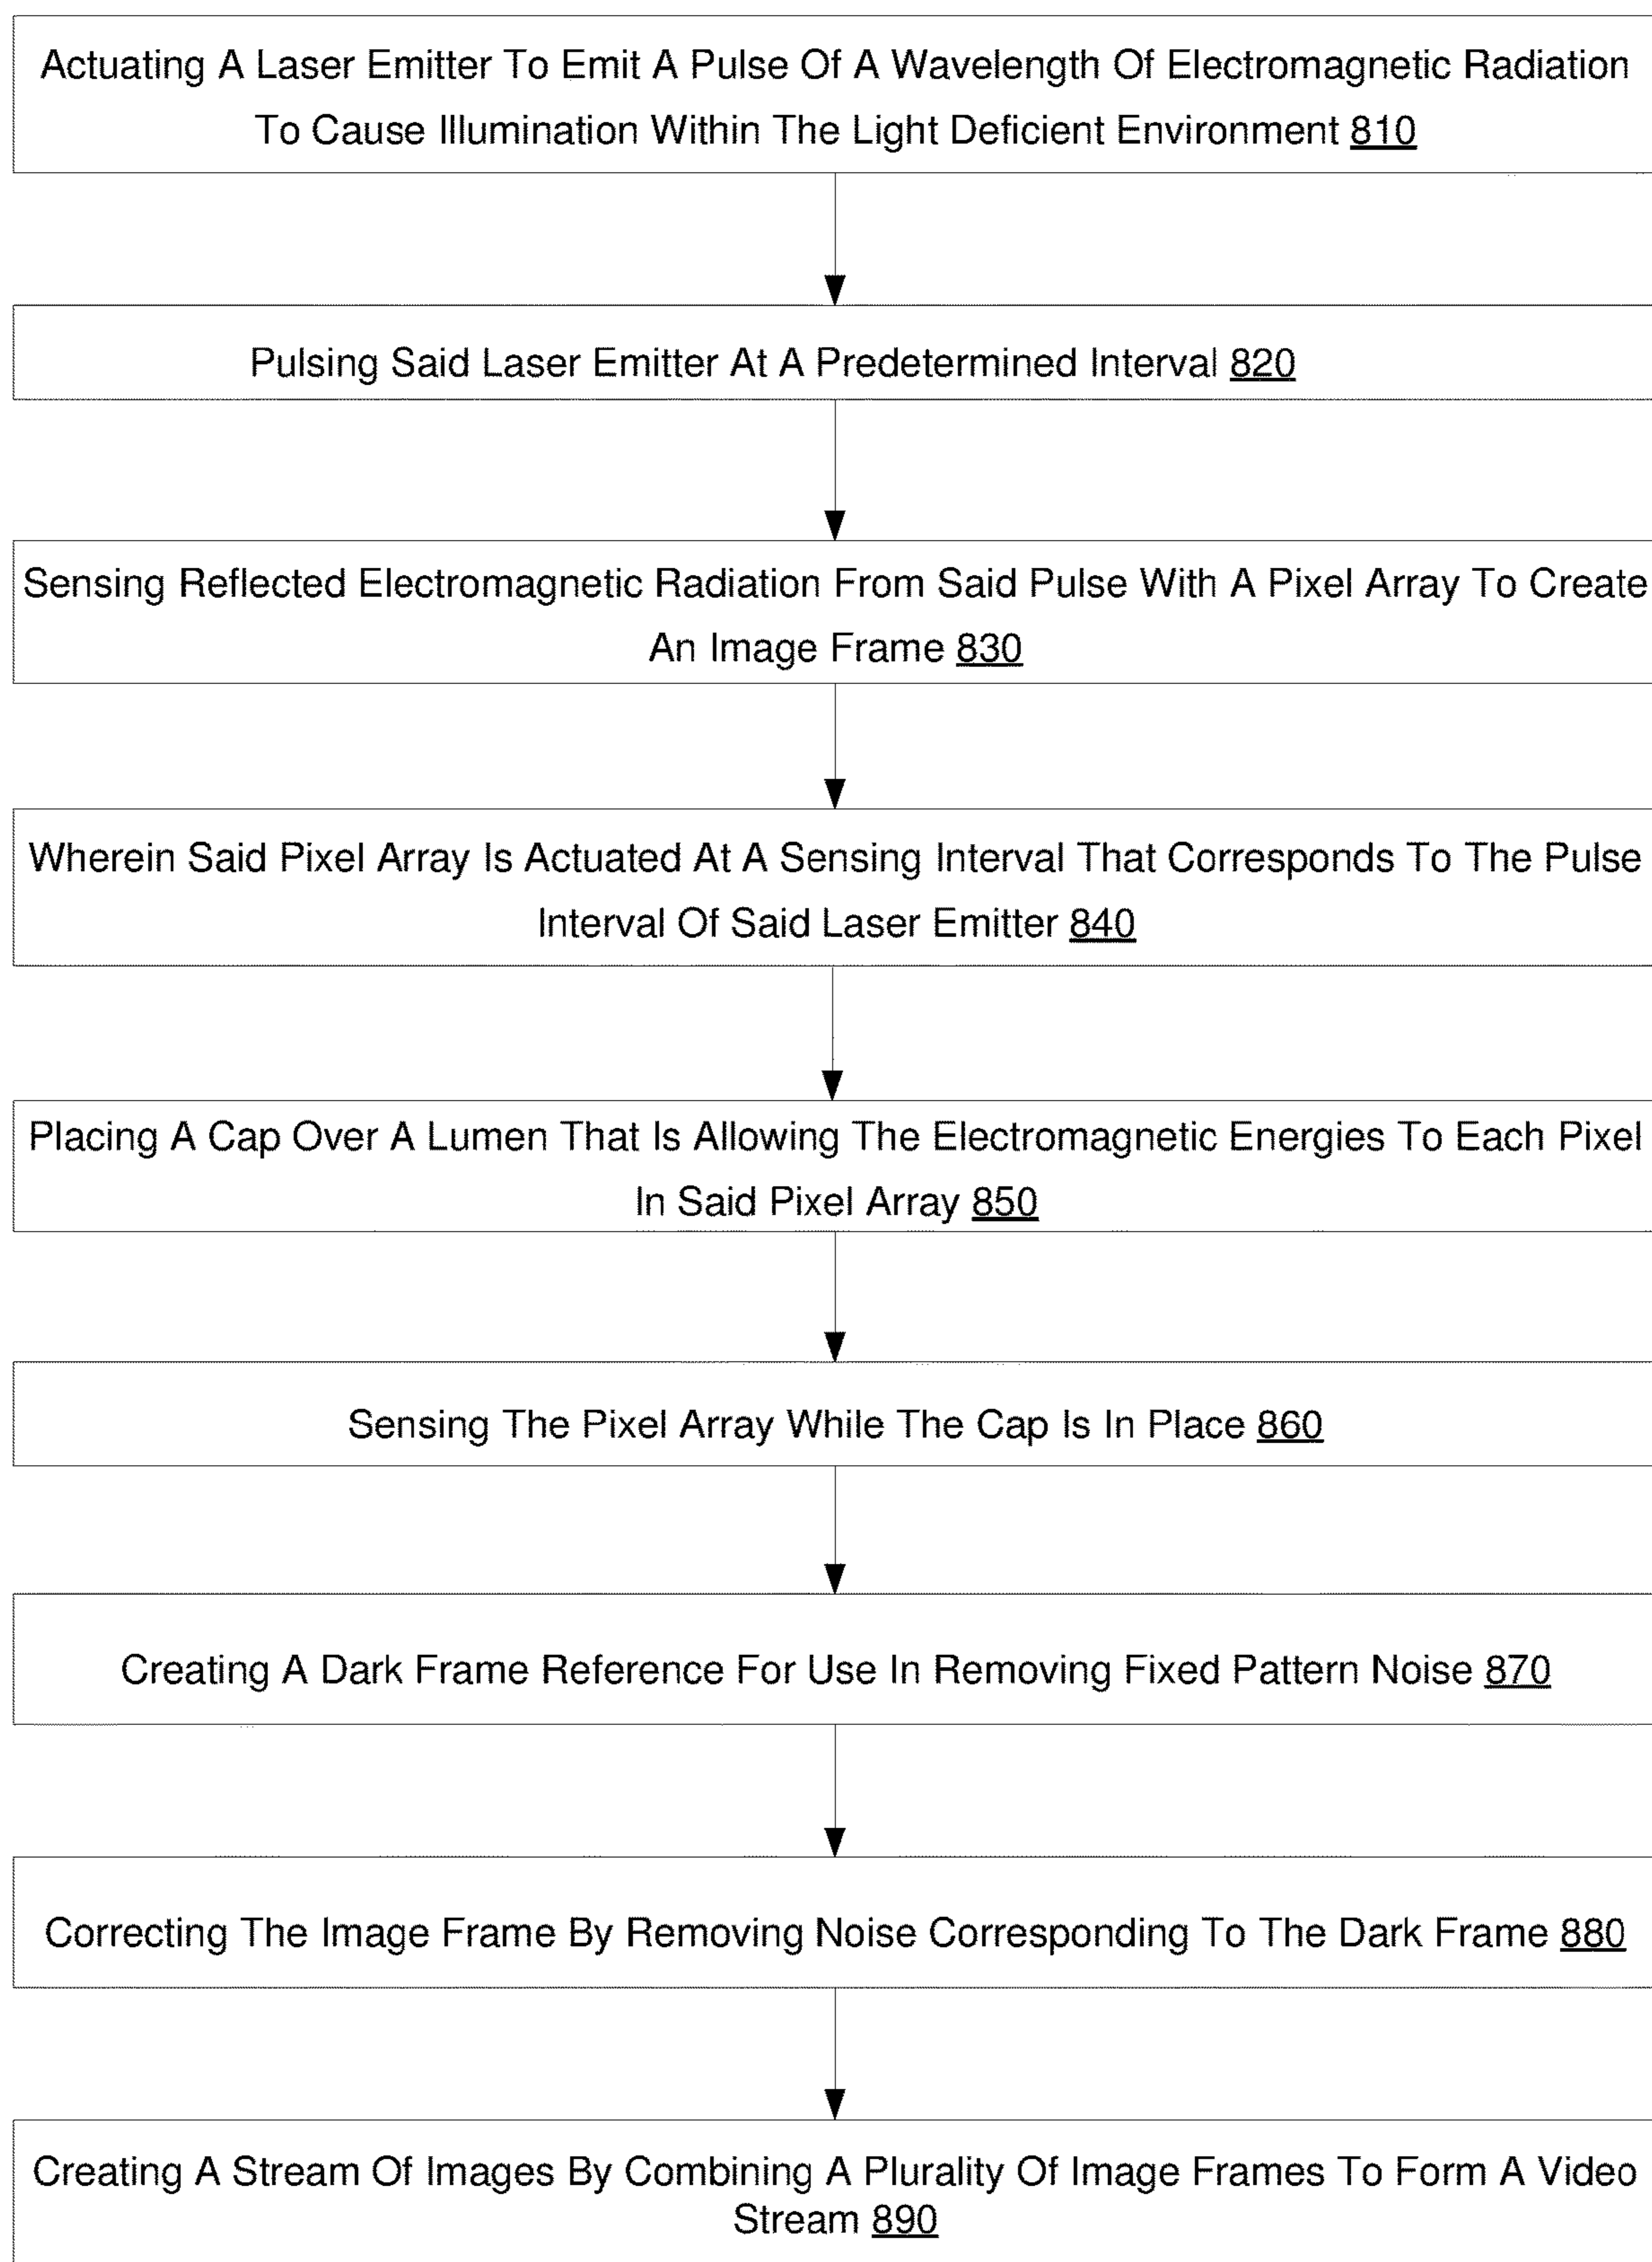 Actuating A Laser Emitter To Emit A Pulse Of A Wavelength Of Electromagnetic Radiation
To Cause Illumination Within The Light Deficient Environment 810
Pulsing Said Laser Emitter At A Predetermined Interval 820
Sensing Reflected Electromagnetic Radiation From Said Pulse With A Pixel Array To Create
An Image Frame 830
Wherein Said Pixel Array Is Actuated At A Sensing Interval That Corresponds To The Pulse
Interval Of Said Laser Emitter 840
Placing A Cap Over A Lumen That Is Allowing The Electromagnetic Energies To Each Pixel
In Said Pixel Array 850
Sensing The Pixel Array While The Cap Is In Place 860
Creating A Dark Frame Reference For Use In Removing Fixed Pattern Noise 870
Correcting The Image Frame By Removing Noise Corresponding To The Dark Frame 880
Creating A Stream Of Images By Combining A Plurality Of Image Frames To Form A Video
Stream 890